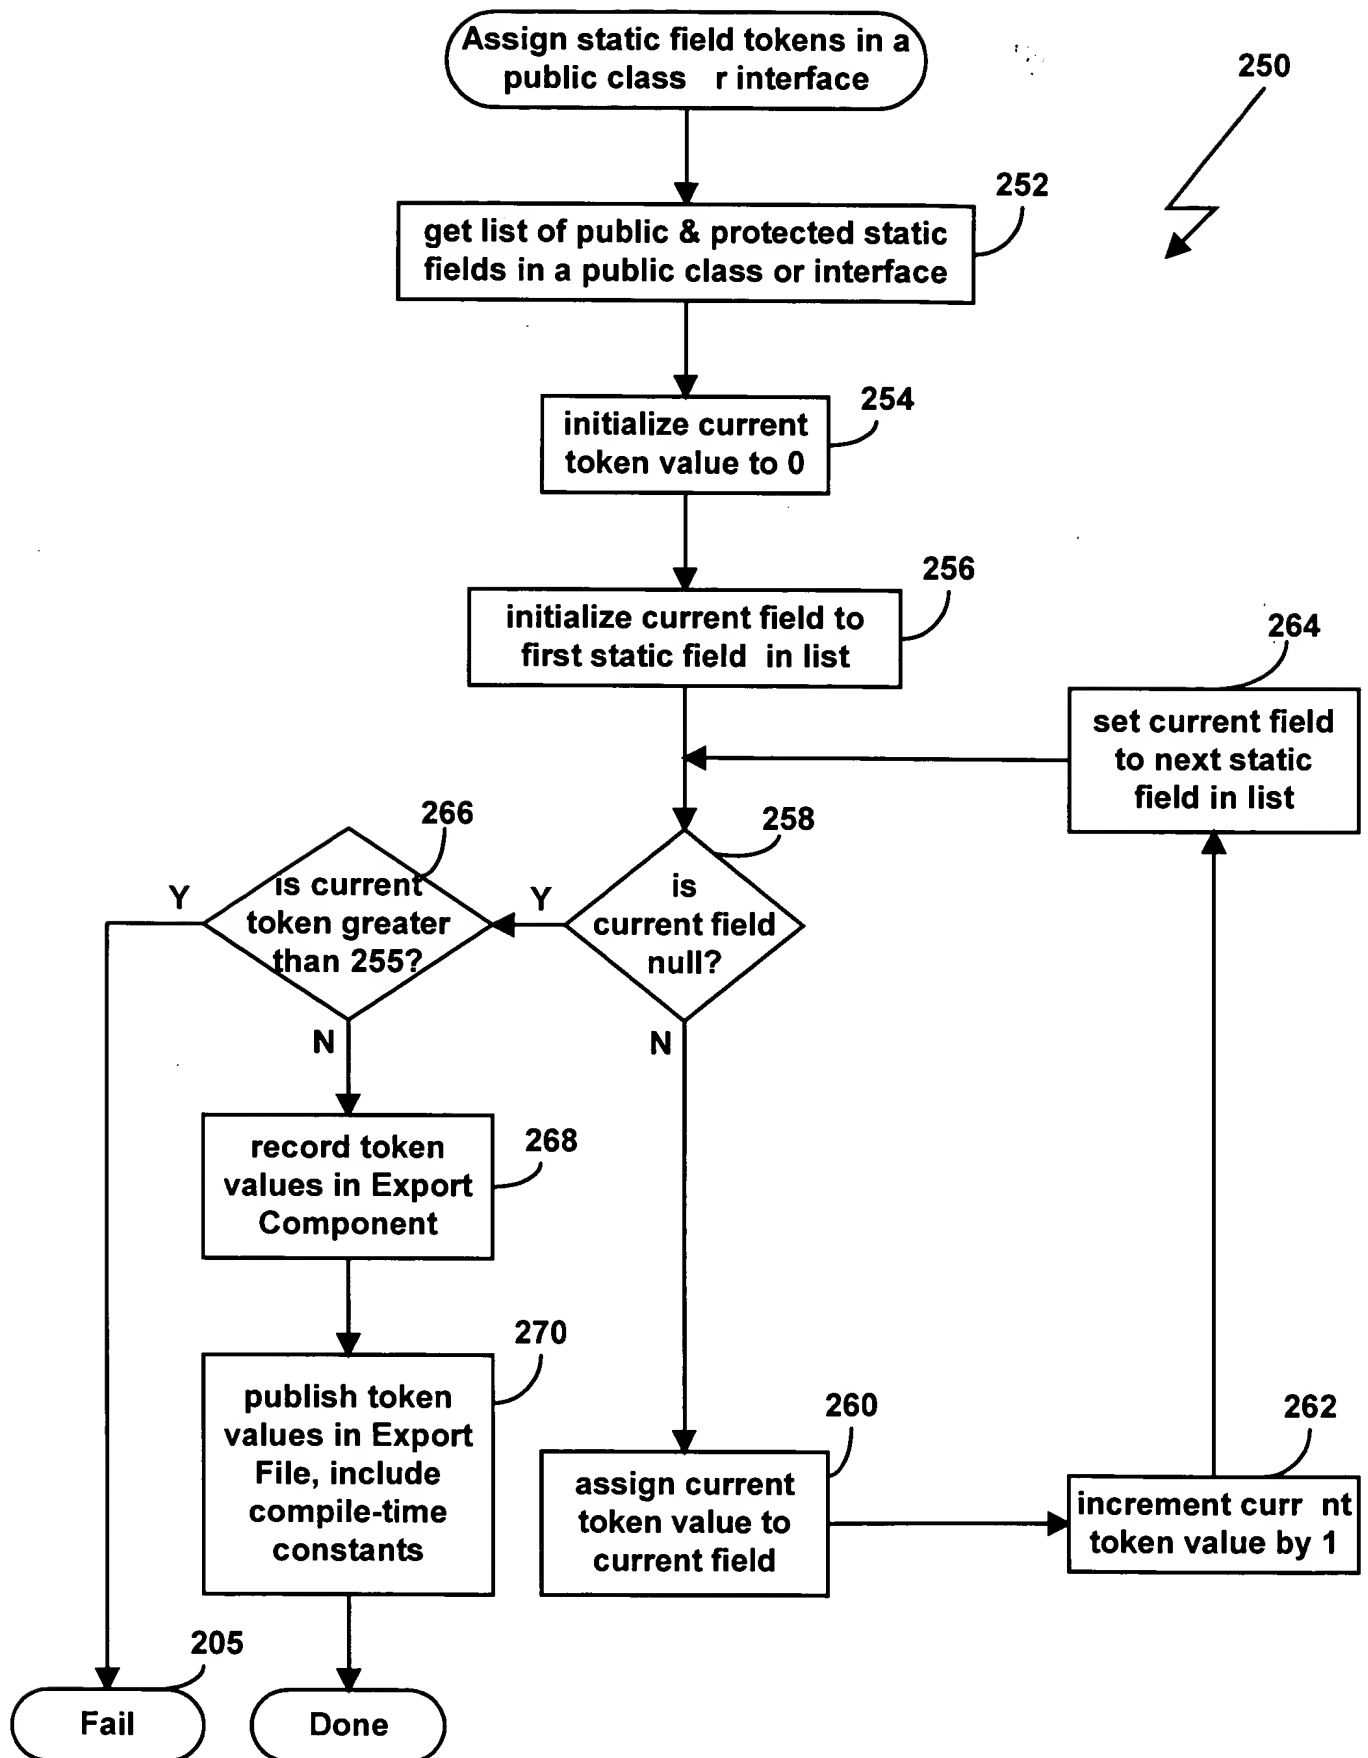 Assign static field tokens in a
public class r interface
250
252
get list of public & protected static
fields in a public class or interface
254
initialize current
token value to 0
256
initialize current field to
first static field in list
264
set current field
to next static
field in list
266
258
Y
is current
token greater
than 255?
Y
is
current field
null?
N
N
record token
values in Export
Component
268
270
publish token
values in Export
File, include
compile-time
constants
260
assign current
token value to
current field
262
increment curr nt
token value by 1
205
Fail
Done